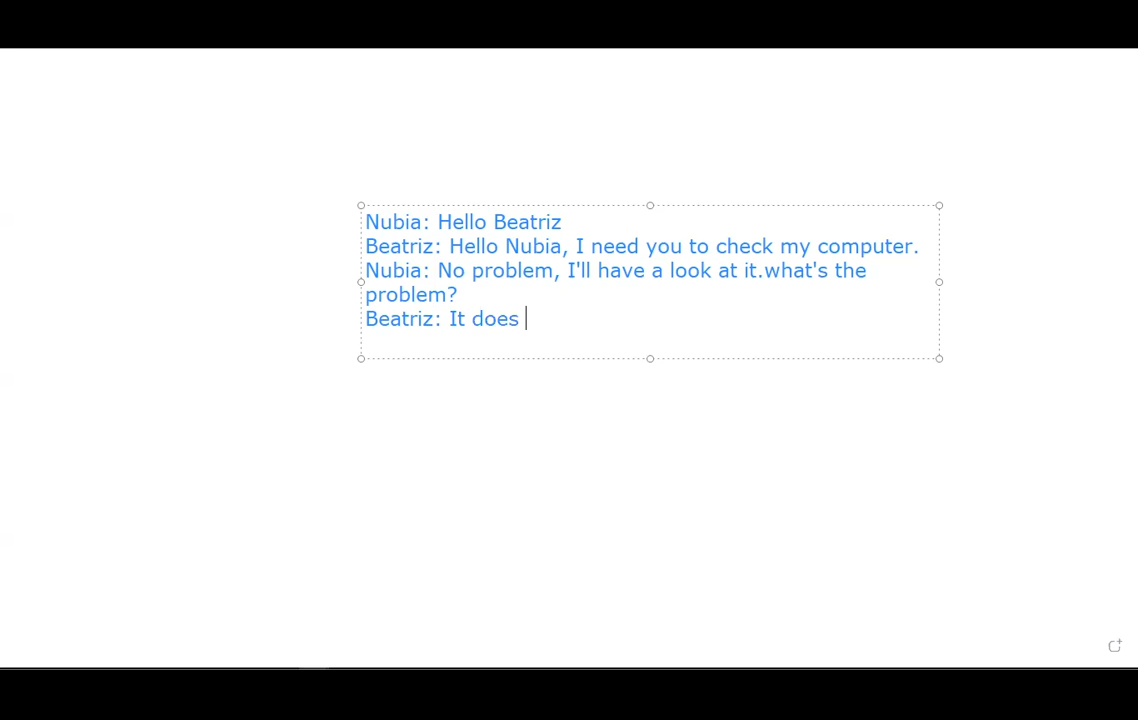 Nubia: Hello Beatriz
Beatriz: Hello Nubia, I need you to check my computer.
Nubia: No problem, I'll have a look at it.what's the
problem?
Beatriz: It does